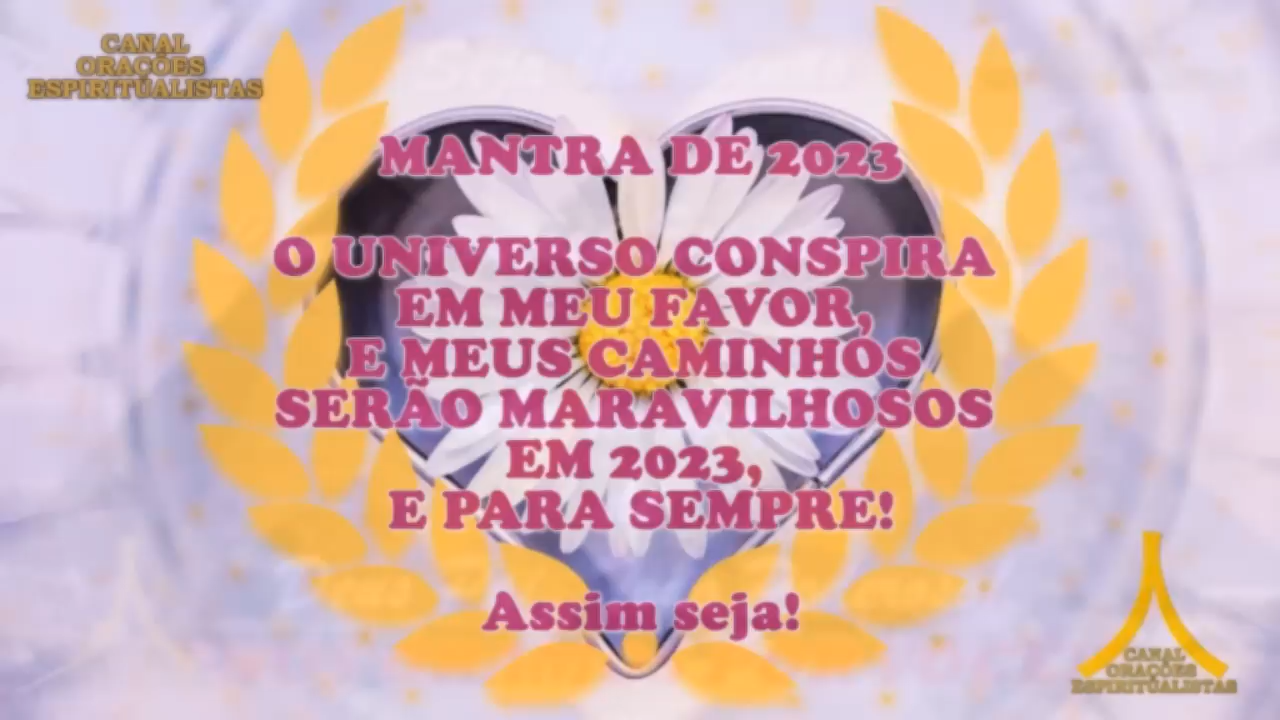 CANAL
ORAÇÕES
ESPIRITUALISTAS
MANTRA DE 2023
O UNIVERSO CONSPIRA
EM MEU FAVOR,
E MEUS CAMINHOS
SERÃO MARAVILHOSOS
EM 2023,
E PARA SEMPRE!
Assim seja!
CANAL
ORAÇÕES
ESPIRITUALISTAS